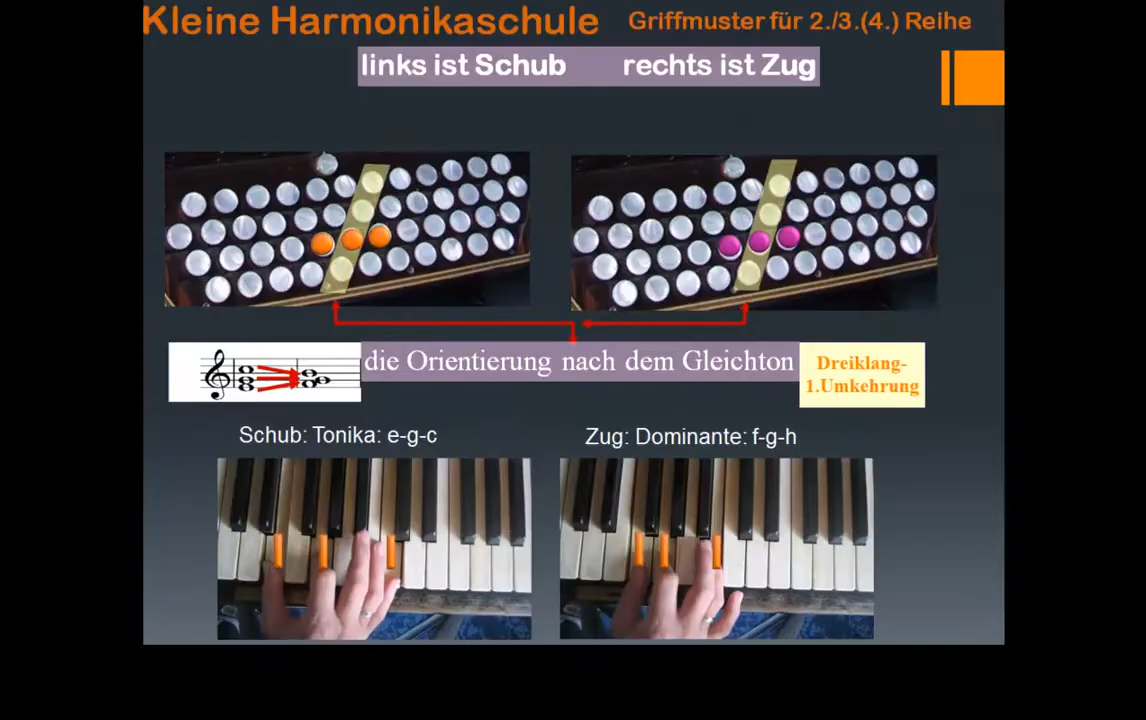 Kleine Harmonikaschule
Griffmuster für 2./3.(4.) Reihe
links ist Schub rechts ist Zug
die Orientierung nach dem Gleichton
Dreiklang-
1.Umkehrung
Schub: Tonika: e-g-c
Zug: Dominante: f-g-h